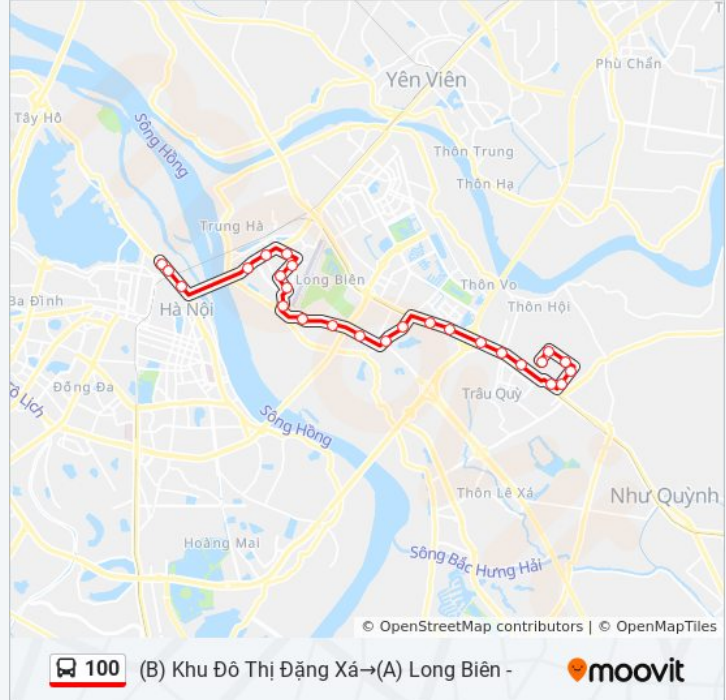 Yên Viên
Phù Chẩn
Tây Hồ
Sông Hồng
Thôn Trung
Thôn Hạ
Trung Hà
Long Biên
Thôn Vo
Thôn Hội
Ba Đình
Hà Nội
Đống Đa
Tô Lịch
Sông Hồng
Trâu Quỳ
Thôn Lê Xá
Như Quỳnh
Hoàng Mai
Sông Bắc Hưng Hải
© OpenStreetMap contributors | © OpenMapTiles
100 (B) Khu Đô Thị Đặng Xá→(A) Long Biên - moovit